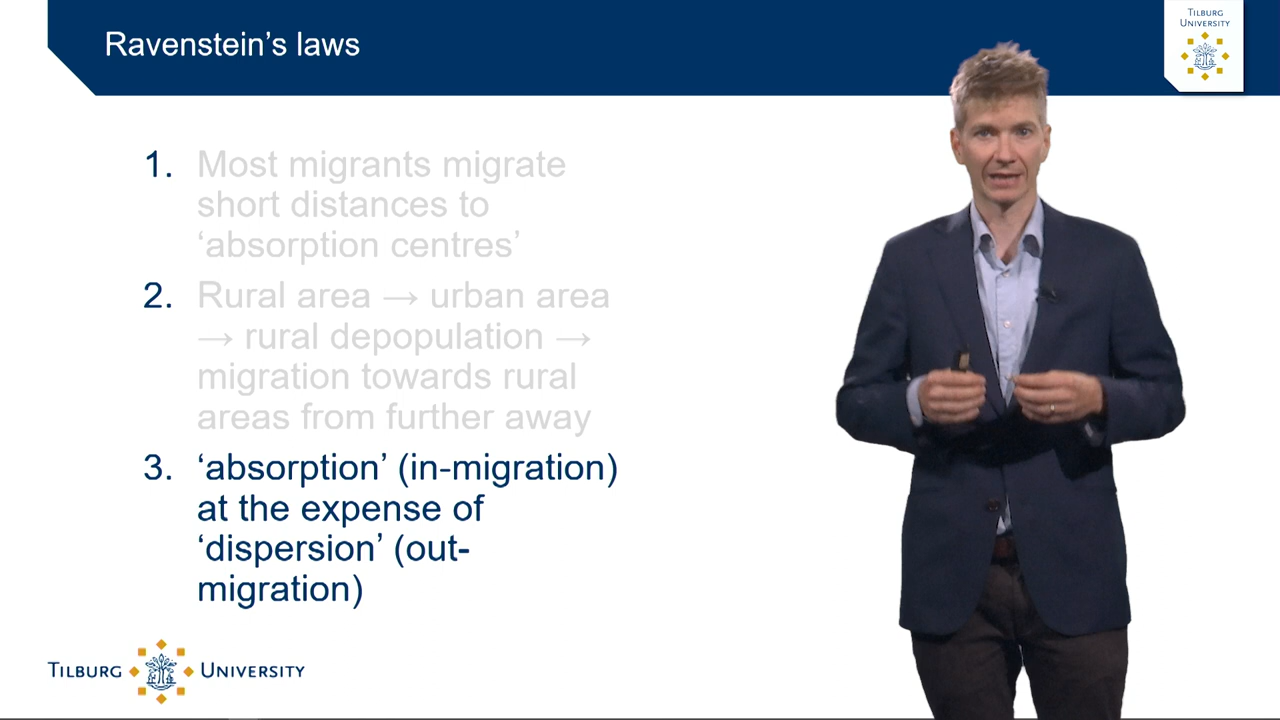 Ravenstein’s laws
TILBURG
UNIVERSITY
1. Most migrants migrate
short distances to
‘absorption centres’
2. Rural area → urban area
→ rural depopulation →
migration towards rural
areas from further away
3. ‘absorption’ (in-migration)
at the expense of
‘dispersion’ (out-
migration)
TILBURG UNIVERSITY